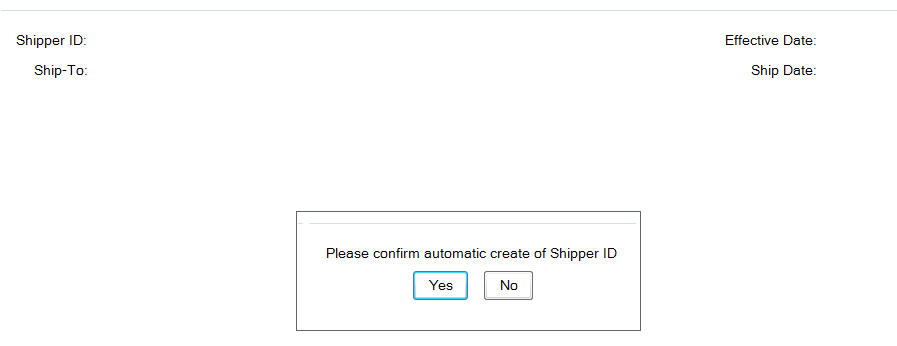 Shipper ID:
Effective Date:
Ship-To:
Ship Date:
Please confirm automatic create of Shipper ID
Yes
No